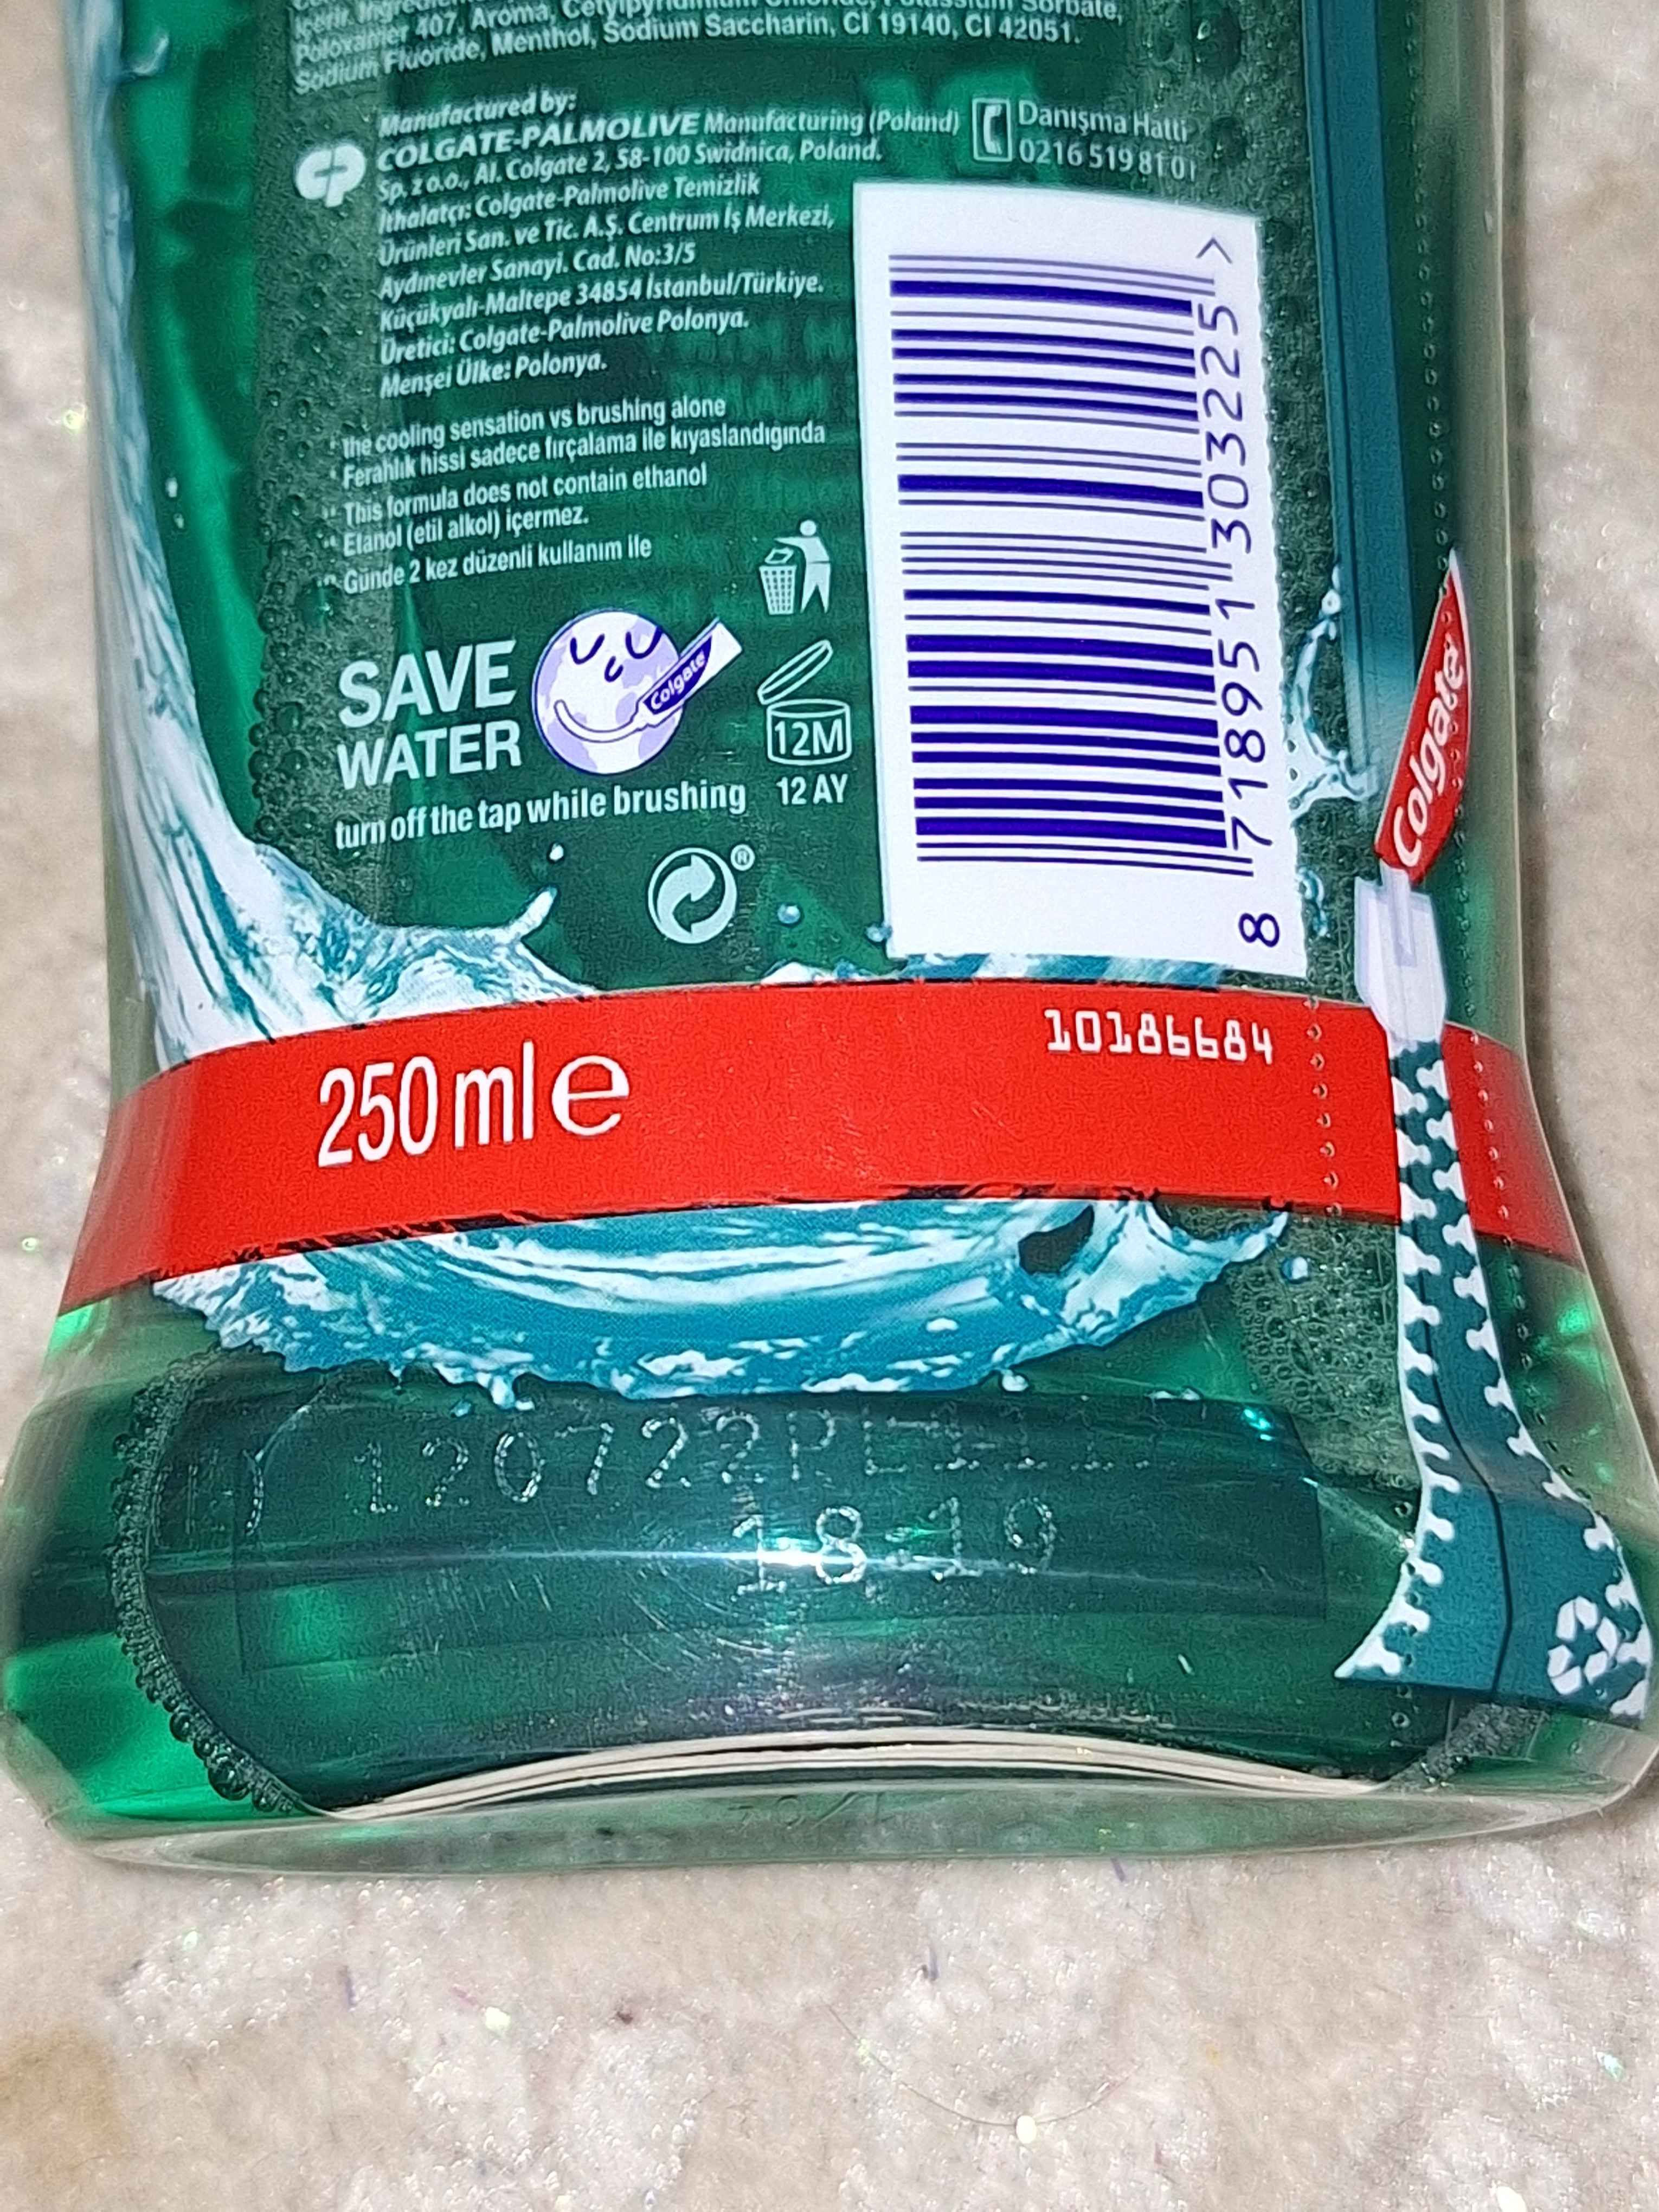 Poloxamer 407, Aroma, Cetylpyridinium Chloride, Potassium Sorbate,
Sodium Fluoride, Menthol, Sodium Saccharin, CI 19140, CI 42051.
Manufactured by:
COLGATE-PALMOLIVE Manufacturing (Poland)
Sp. z o.o., Al. Colgate 2, 58-100 Swidnica, Poland.
İthalatçı: Colgate-Palmolive Temizlik
Ürünleri San. ve Tic. A.Ş. Centrum İş Merkezi,
Aydınevler Sanayi. Cad. No:3/5
Küçükyalı-Maltepe 34854 İstanbul/Türkiye.
Üretici: Colgate-Palmolive Polonya.
Menşei Ülke: Polonya.
CP
Danışma Hattı
0216 519 81 01
* the cooling sensation vs brushing alone
* Ferahlık hissi sadece fırçalama ile kıyaslandığında
** This formula does not contain ethanol
** Etanol (etil alkol) içermez.
*** Günde 2 kez düzenli kullanım ile
SAVE
WATER
turn off the tap while brushing
Colgate
12M
12 AY
8 718951 303225 >
Colgate
250 ml e
10186684
120722PL
18:19